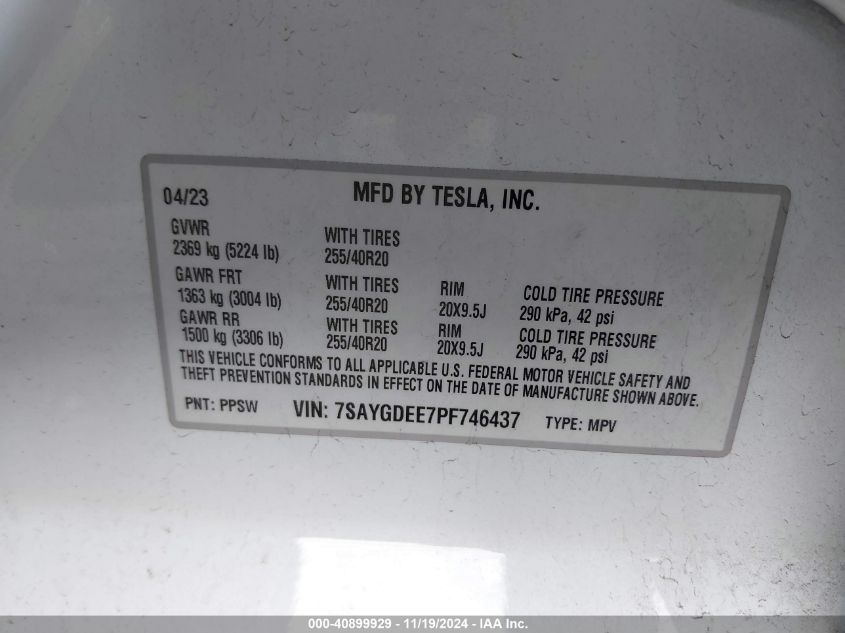 04/23 MFD BY TESLA, INC.
GVWR
2369 kg (5224 lb) WITH TIRES 255/40R20
GAWR FRT WITH TIRES RIM COLD TIRE PRESSURE
1363 kg (3004 lb) 255/40R20 20X9.5J 290 kPa, 42 psi
GAWR RR WITH TIRES RIM COLD TIRE PRESSURE
1500 kg (3306 lb) 255/40R20 20X9.5J 290 kPa, 42 psi
THIS VEHICLE CONFORMS TO ALL APPLICABLE U.S. FEDERAL MOTOR VEHICLE SAFETY AND
THEFT PREVENTION STANDARDS IN EFFECT ON THE DATE OF MANUFACTURE SHOWN ABOVE.
PNT: PPSW VIN: 7SAYGDEE7PF746437 TYPE: MPV
000-40899929 - 11/19/2024 - IAA Inc.